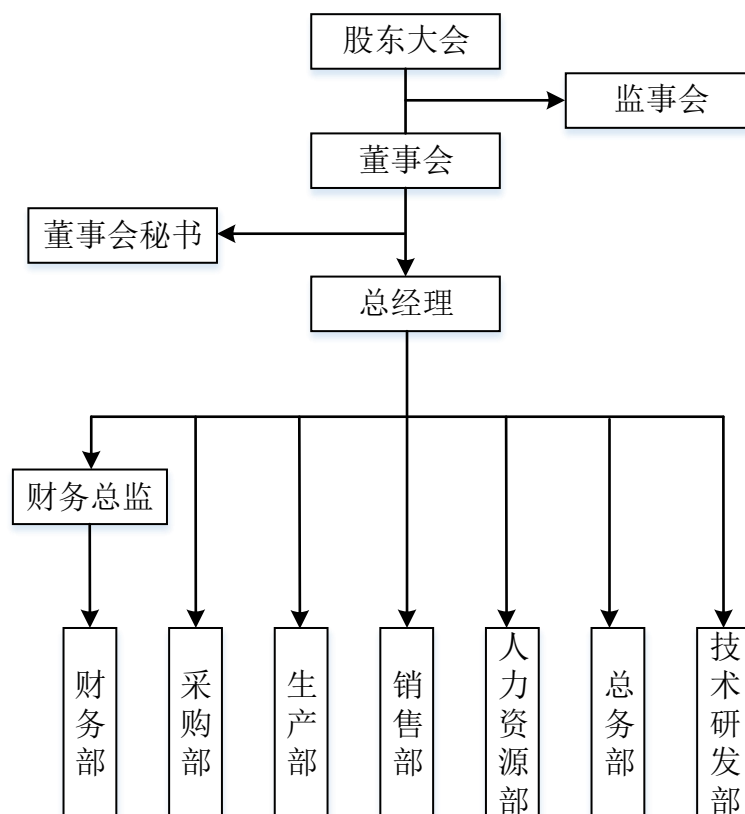 股东大会
监事会
董事会
董事会秘书
总经理
财务总监
财务部
采购部
生产部
销售部
人力资源部
总务部
技术研发部